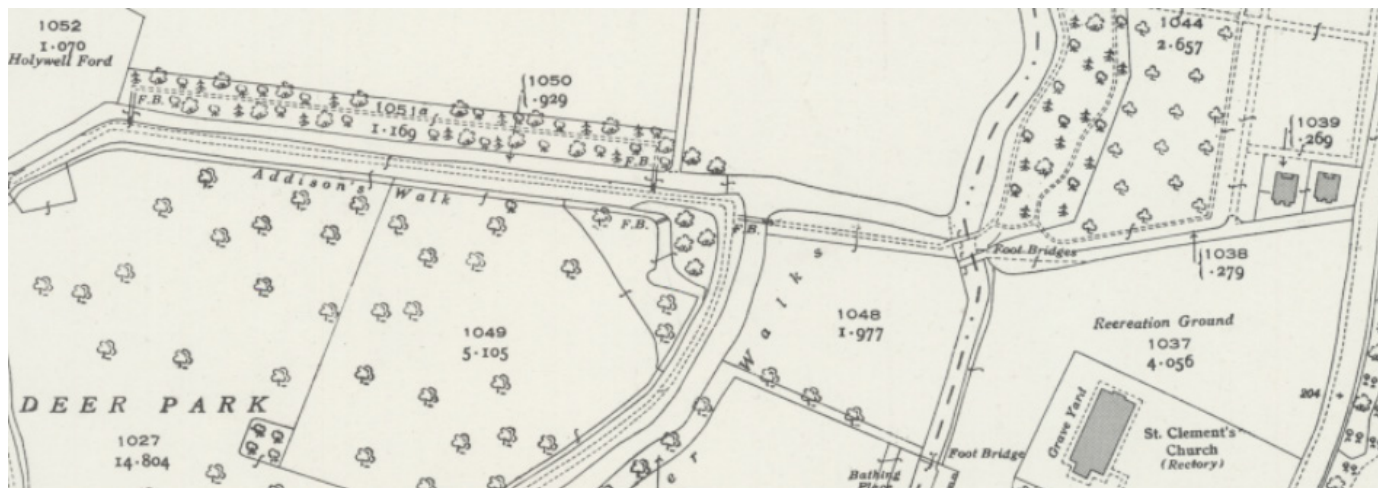 1052
1·070
Holywell Ford
1044
2·657
1050
·929
F.B.
1051a
1·169
1039
·269
F.B.
Addison's Walk
F.B.
F.B.
Foot Bridges
1038
·279
Walks
1049
5·105
1048
1·977
Recreation Ground
1037
4·056
DEER PARK
204
1027
14·804
Grave Yard
St. Clement's
Church
(Rectory)
Foot Bridge
Bathing
Place